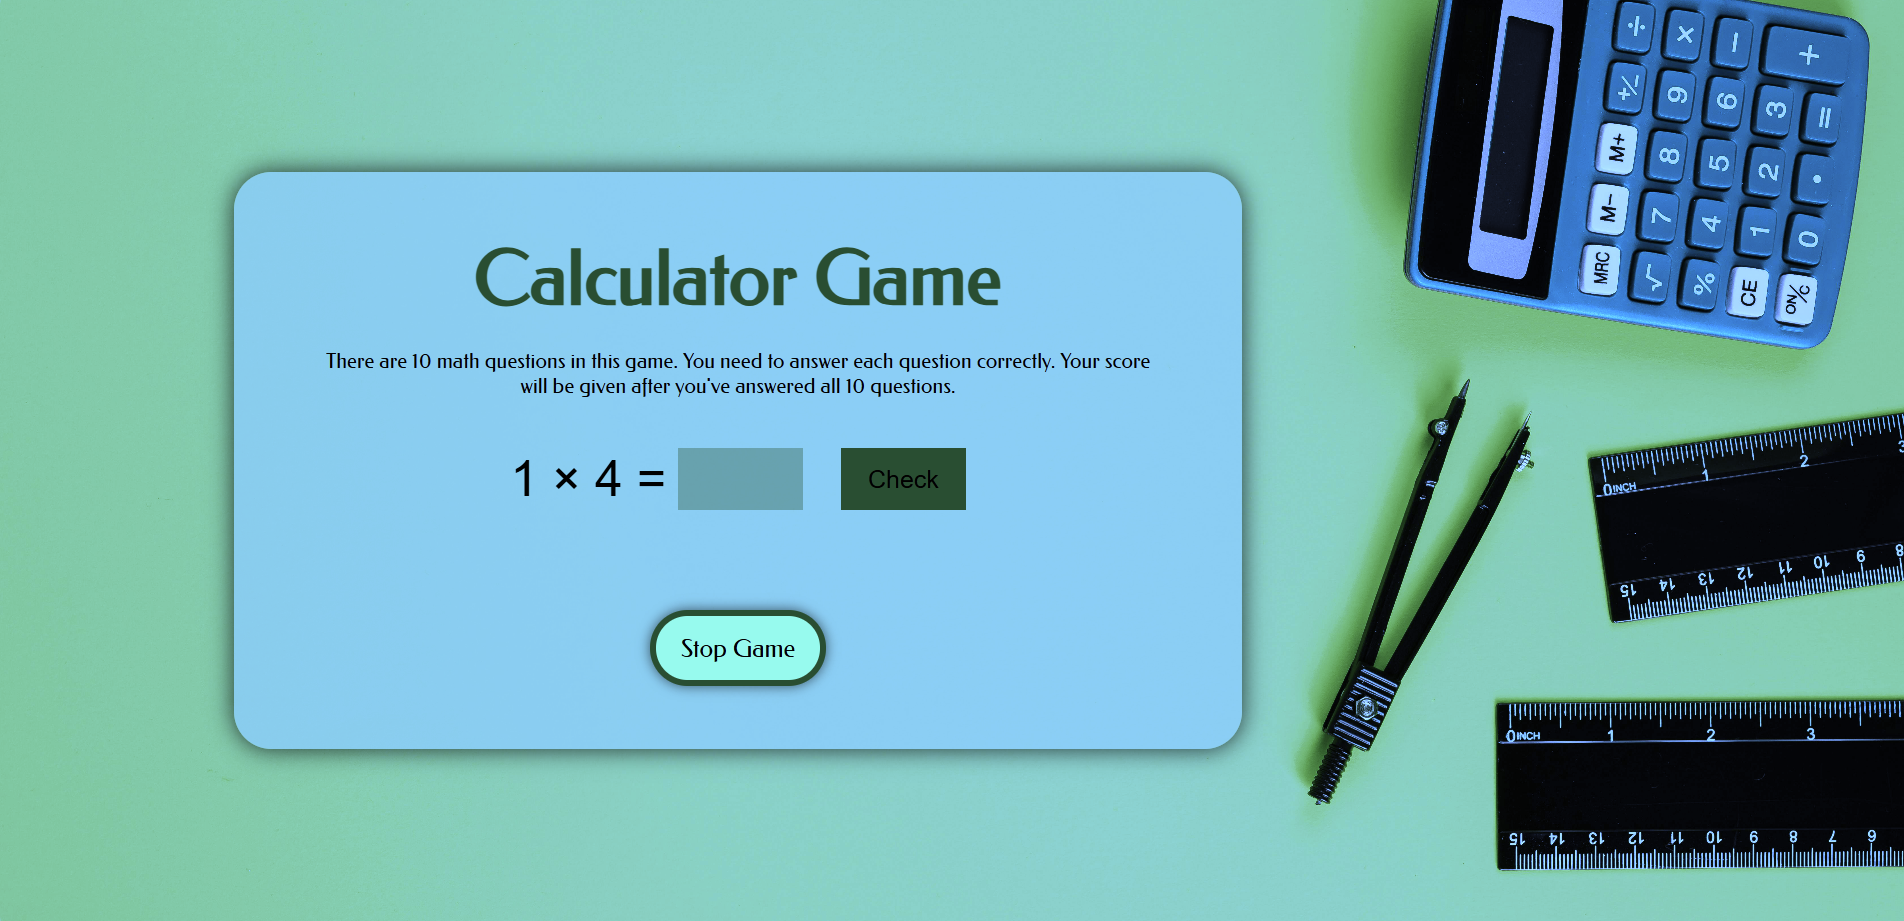 Calculator Game
There are 10 math questions in this game. You need to answer each question correctly. Your score
will be given after you've answered all 10 questions.
1 × 4 =
Check
Stop Game
÷ × − +
+/− 9 6 3 =
M+ 8 5 2 •
M− 7 4 1 0
MRC √ % CE ON/C
0 INCH 1 2 3
15 14 13 12 11 10 9 8
0 INCH 1 2 3
15 14 13 12 11 10 9 8 7 6